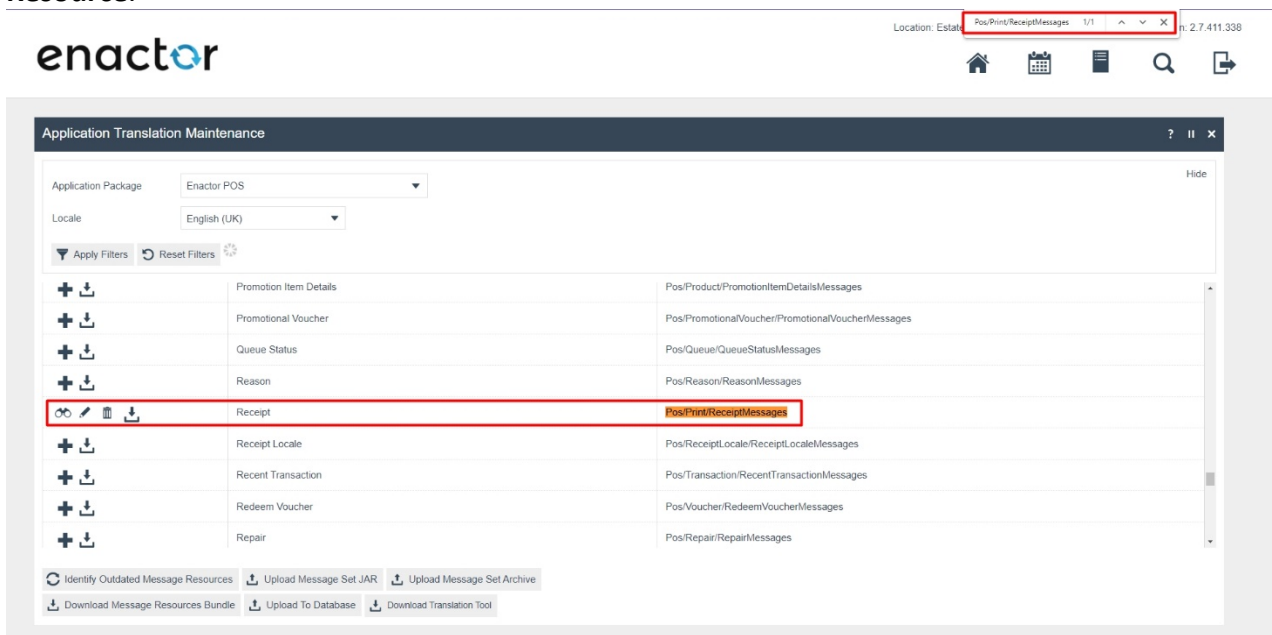 Resources.
Location: Estate
Pos/Print/ReceiptMessages 1/1
n: 2.7.411.338
enactor
Application Translation Maintenance
?
Hide
Application Package Enactor POS
Locale English (UK)
Apply Filters Reset Filters
Promotion Item Details Pos/Product/PromotionItemDetailsMessages
Promotional Voucher Pos/PromotionalVoucher/PromotionalVoucherMessages
Queue Status Pos/Queue/QueueStatusMessages
Reason Pos/Reason/ReasonMessages
Receipt Pos/Print/ReceiptMessages
Receipt Locale Pos/ReceiptLocale/ReceiptLocaleMessages
Recent Transaction Pos/Transaction/RecentTransactionMessages
Redeem Voucher Pos/Voucher/RedeemVoucherMessages
Repair Pos/Repair/RepairMessages
Identify Outdated Message Resources Upload Message Set JAR Upload Message Set Archive
Download Message Resources Bundle Upload To Database Download Translation Tool